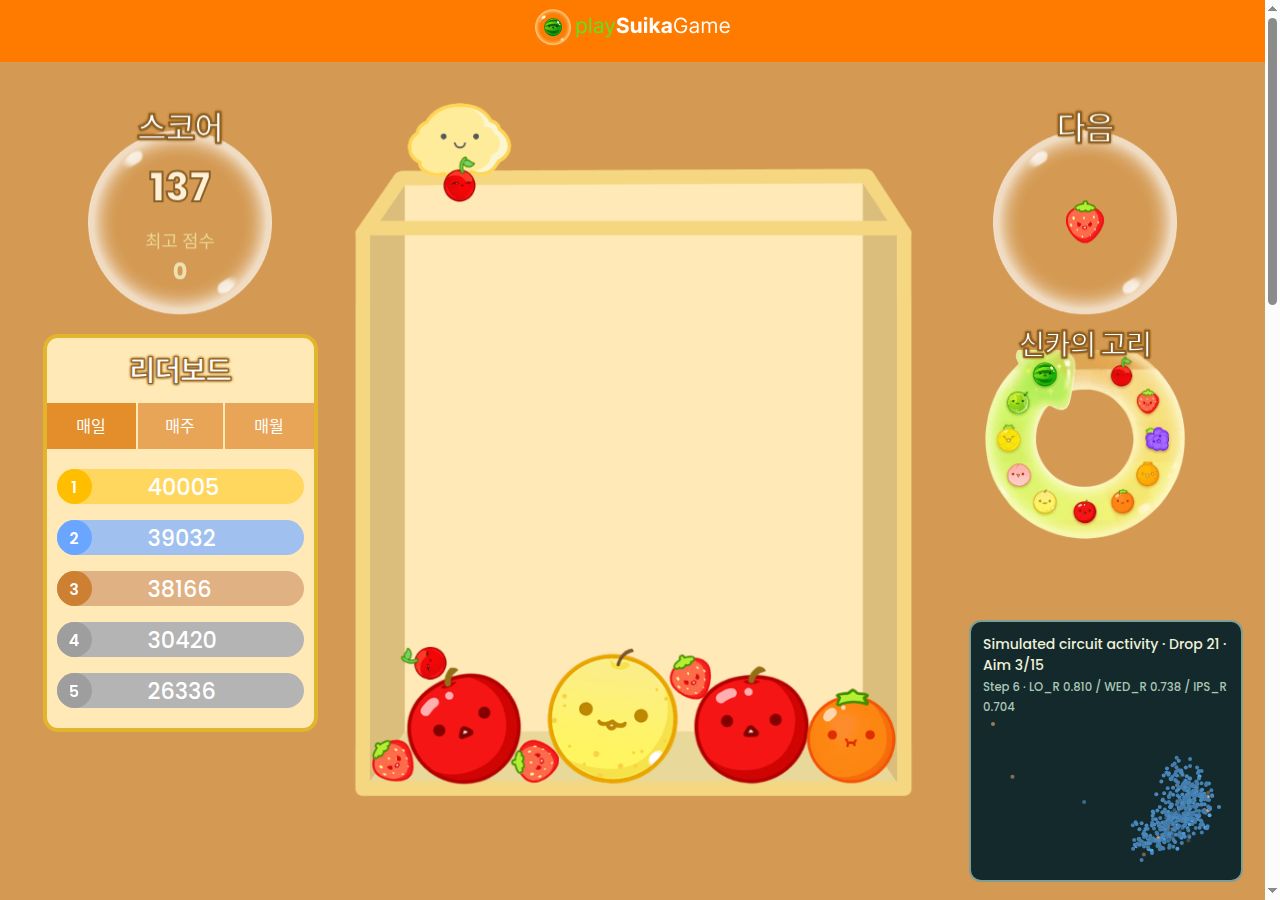 playSuikaGame
스코어
137
최고 점수
0
다음
신카의 고리
리더보드
매일 매주 매월
1 40005
2 39032
3 38166
4 30420
5 26336
Simulated circuit activity · Drop 21 ·
Aim 3/15
Step 6 · LO_R 0.810 / WED_R 0.738 / IPS_R
0.704